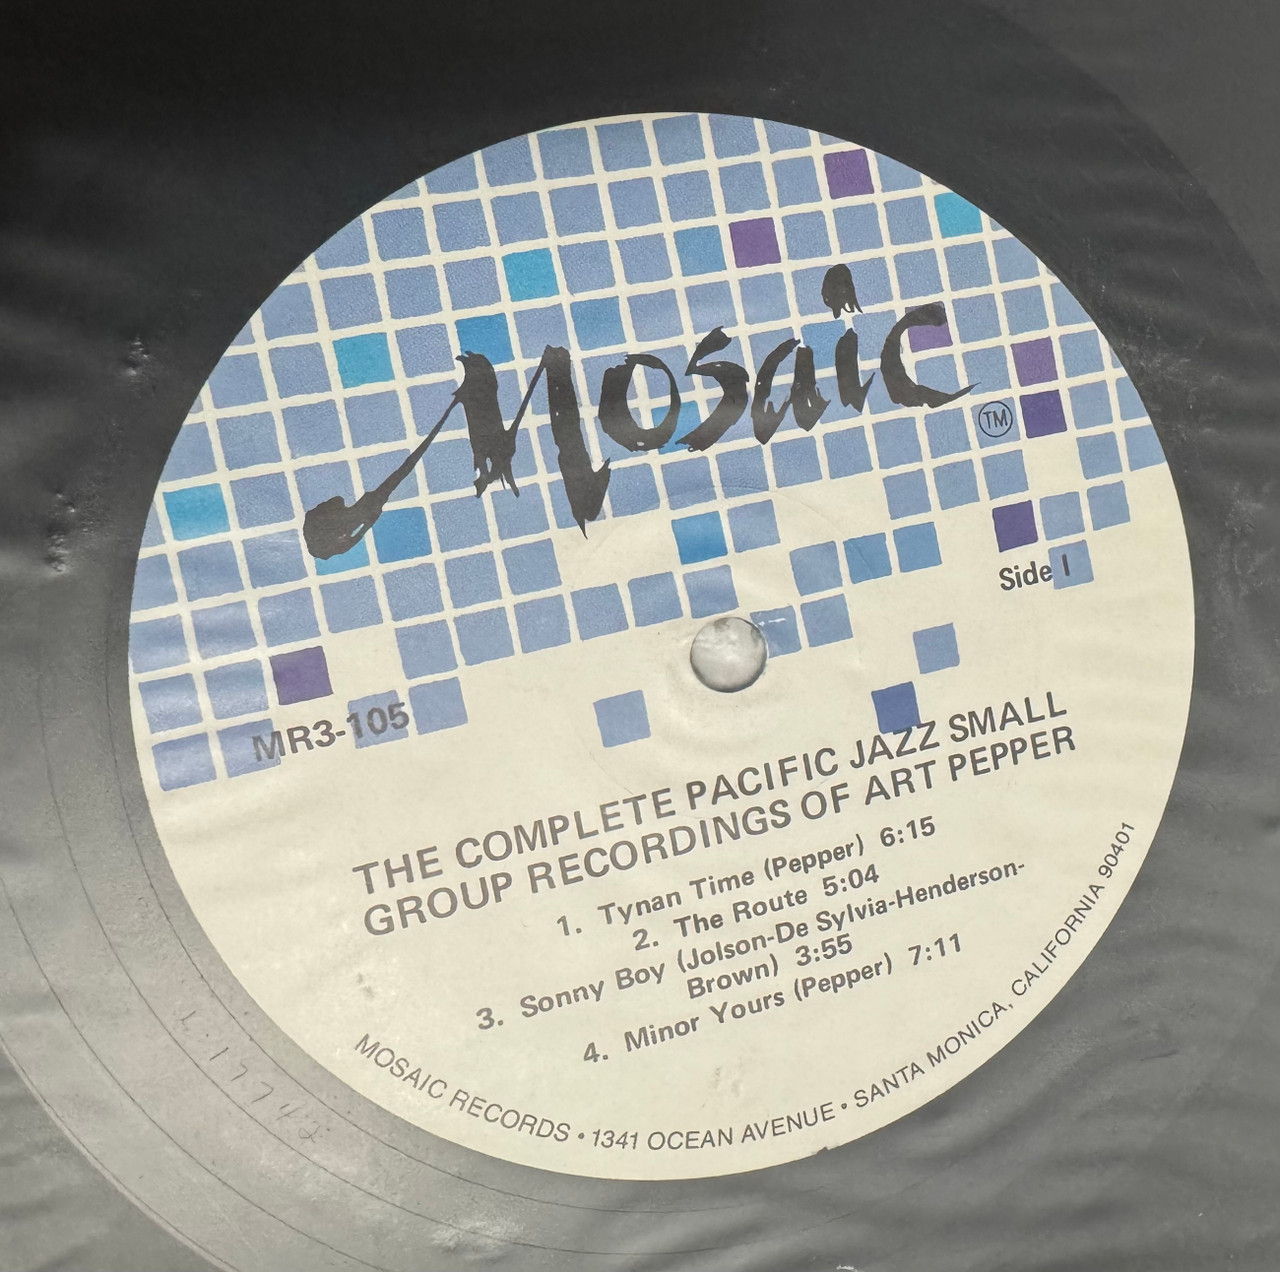 Mosaic
TM
Side I
MR3-105
THE COMPLETE PACIFIC JAZZ SMALL
GROUP RECORDINGS OF ART PEPPER
1. Tynan Time (Pepper) 6:15
2. The Route 5:04
3. Sonny Boy (Jolson-De Sylvia-Henderson-
Brown) 3:55
4. Minor Yours (Pepper) 7:11
MOSAIC RECORDS • 1341 OCEAN AVENUE • SANTA MONICA, CALIFORNIA 90401